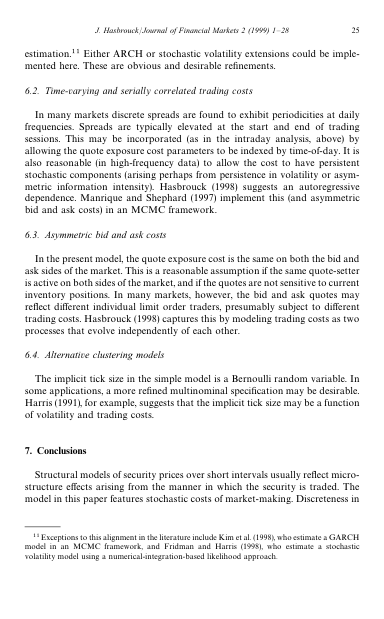 J. Hasbrouck/Journal of Financial Markets 2 (1999) 1–28 25
estimation.11 Either ARCH or stochastic volatility extensions could be imple-
mented here. These are obvious and desirable refinements.
6.2. Time-varying and serially correlated trading costs
In many markets discrete spreads are found to exhibit periodicities at daily
frequencies. Spreads are typically elevated at the start and end of trading
sessions. This may be incorporated (as in the intraday analysis, above) by
allowing the quote exposure cost parameters to be indexed by time-of-day. It is
also reasonable (in high-frequency data) to allow the cost to have persistent
stochastic components (arising perhaps from persistence in volatility or asym-
metric information intensity). Hasbrouck (1998) suggests an autoregressive
dependence. Manrique and Shephard (1997) implement this (and asymmetric
bid and ask costs) in an MCMC framework.
6.3. Asymmetric bid and ask costs
In the present model, the quote exposure cost is the same on both the bid and
ask sides of the market. This is a reasonable assumption if the same quote-setter
is active on both sides of the market, and if the quotes are not sensitive to current
inventory positions. In many markets, however, the bid and ask quotes may
reflect different individual limit order traders, presumably subject to different
trading costs. Hasbrouck (1998) captures this by modeling trading costs as two
processes that evolve independently of each other.
6.4. Alternative clustering models
The implicit tick size in the simple model is a Bernoulli random variable. In
some applications, a more refined multinominal specification may be desirable.
Harris (1991), for example, suggests that the implicit tick size may be a function
of volatility and trading costs.
7. Conclusions
Structural models of security prices over short intervals usually reflect micro-
structure effects arising from the manner in which the security is traded. The
model in this paper features stochastic costs of market-making. Discreteness in
11 Exceptions to this alignment in the literature include Kim et al. (1998), who estimate a GARCH
model in an MCMC framework, and Fridman and Harris (1998), who estimate a stochastic
volatility model using a numerical-integration-based likelihood approach.